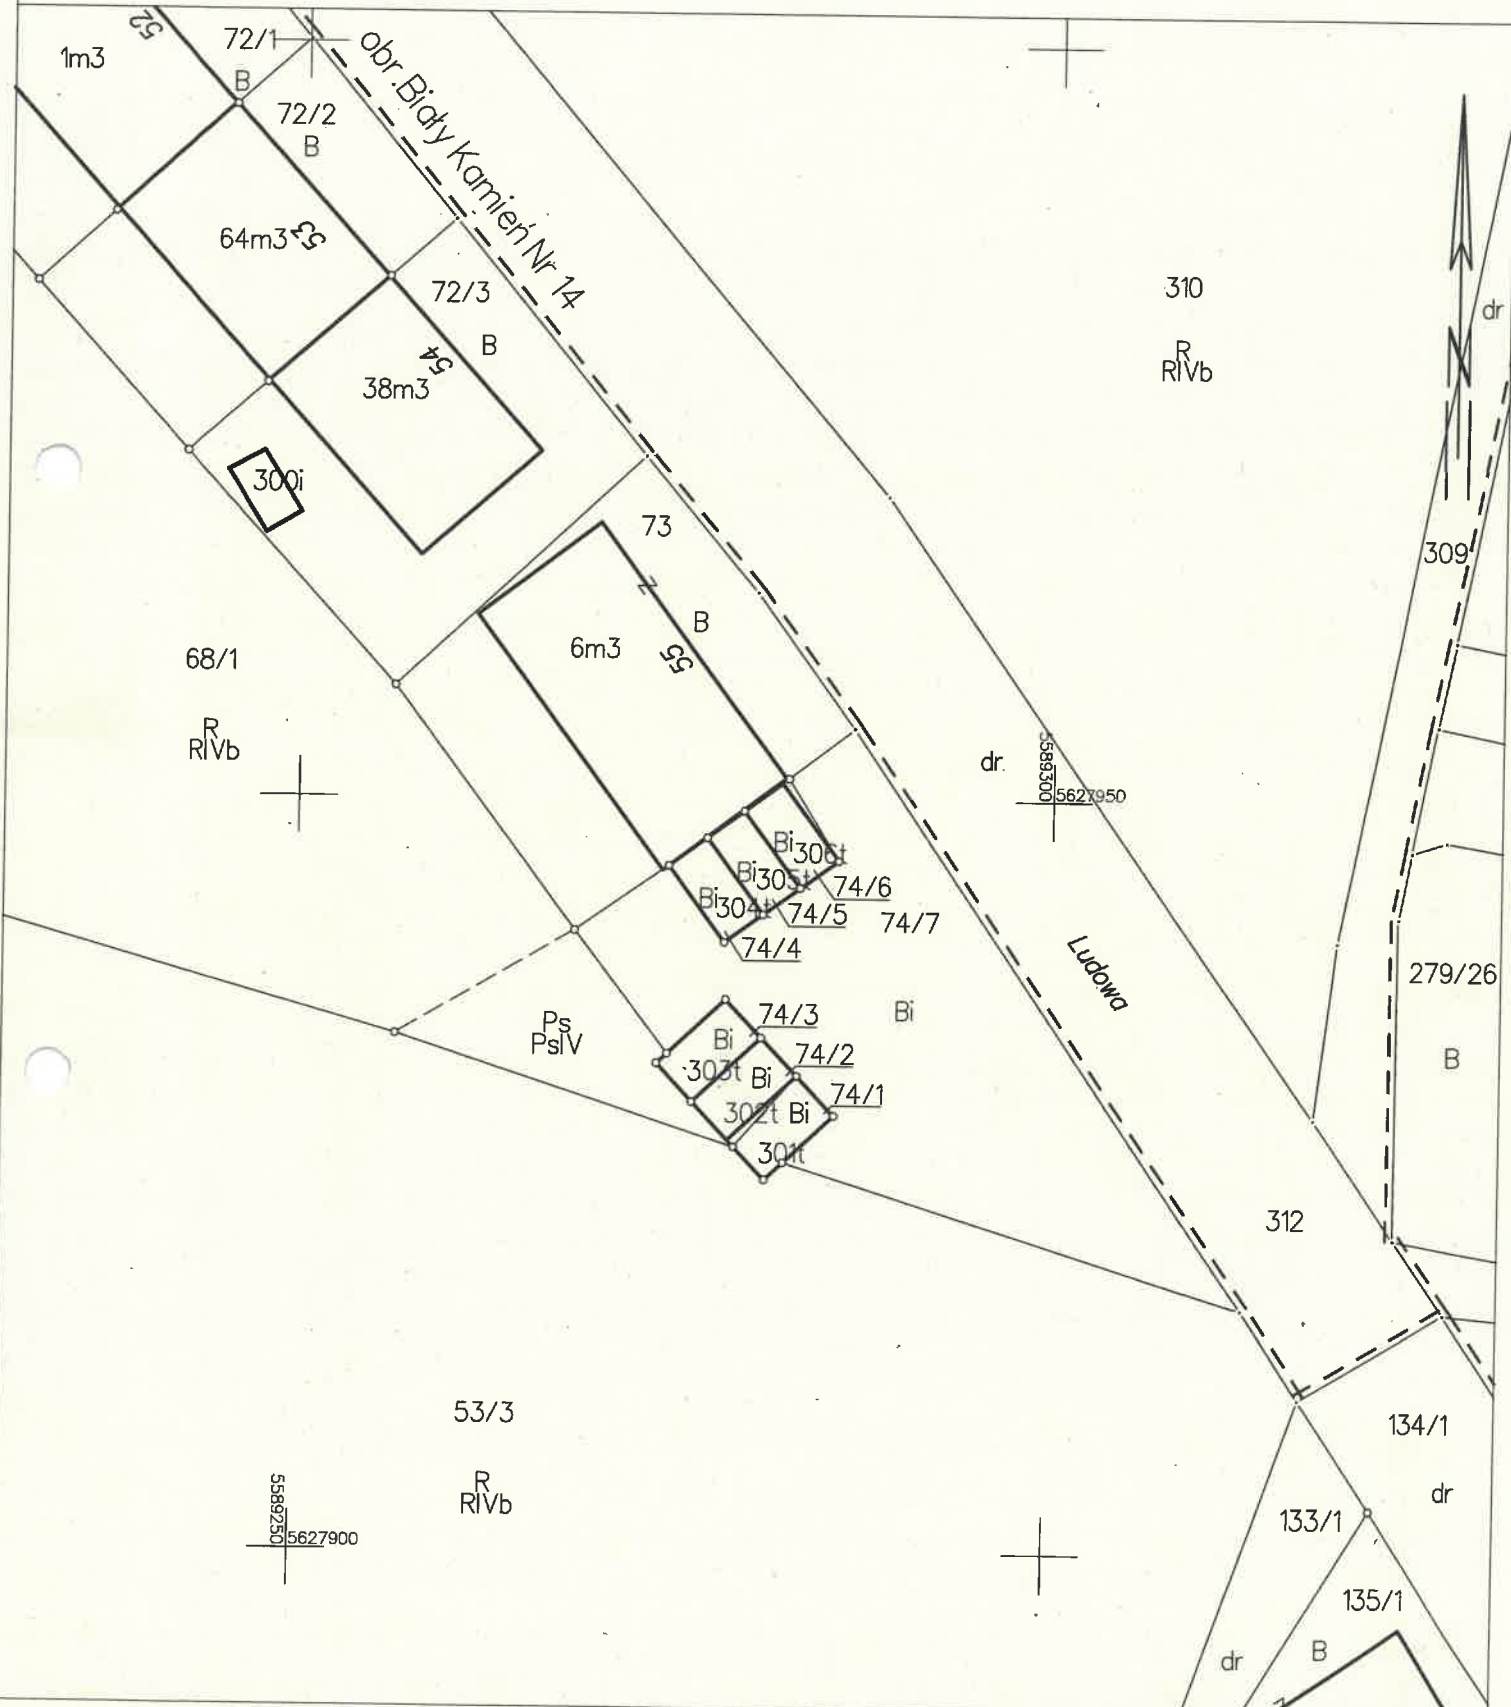 52
72/1
1m3
B
72/2
B
obr. Biały Kamień Nr 14
64m3
53
72/3
B
54
38m3
310
R
RIVb
dr
N
300i
309
73
B
6m3
55
68/1
R
RIVb
dr.
5589300
5627950
Bi
306t
74/6
Bi
305t
74/5
74/7
Bi
304t
74/4
Ludowa
279/26
B
Ps
PsIV
Bi
74/3
Bi
303t
74/2
Bi
302t
74/1
Bi
301t
312
53/3
R
RIVb
5589250
5627900
134/1
dr
133/1
135/1
B
dr